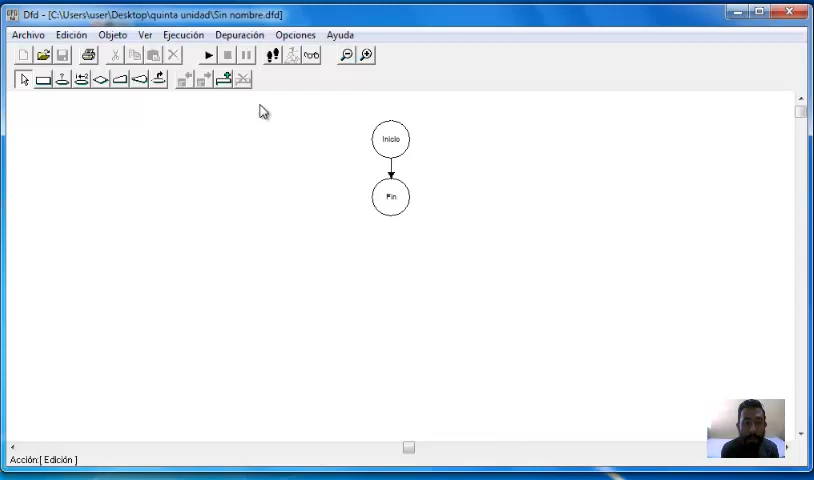 Dfd - [C:\Users\user\Desktop\quinta unidad\Sin nombre.dfd]
Archivo Edición Objeto Ver Ejecución Depuración Opciones Ayuda
Inicio
Fin
Acción:[ Edición ]